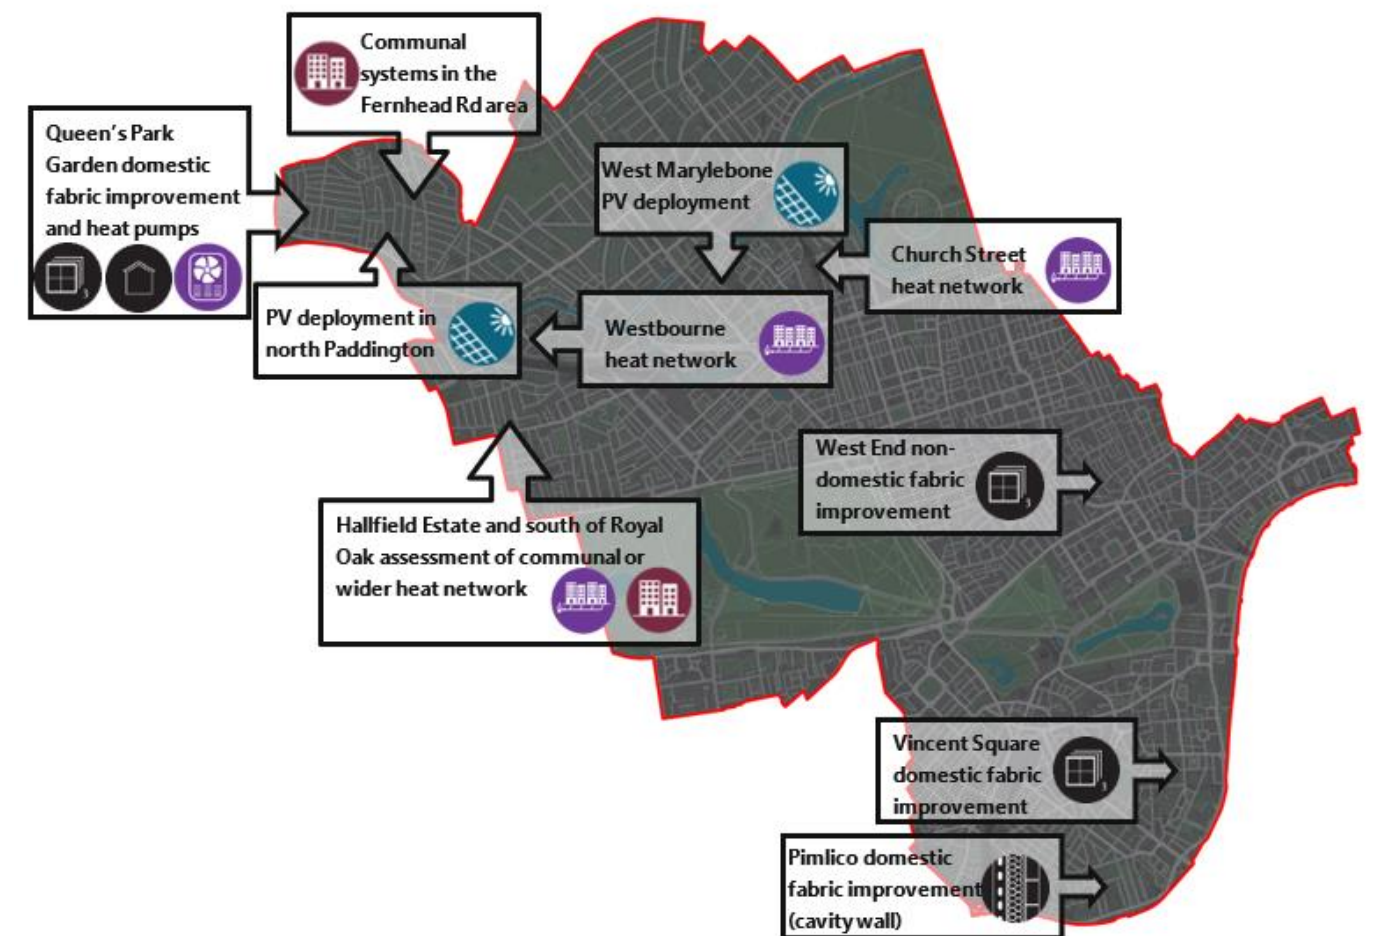 Communal
systems in the
Fernhead Rd area
Queen's Park
Garden domestic
fabric improvement
and heat pumps
West Marylebone
PV deployment
Church Street
heat network
PV deployment in
north Paddington
Westbourne
heat network
West End non-
domestic fabric
improvement
Hallfield Estate and south of Royal
Oak assessment of communal or
wider heat network
Vincent Square
domestic fabric
improvement
Pimlico domestic
fabric improvement
(cavity wall)